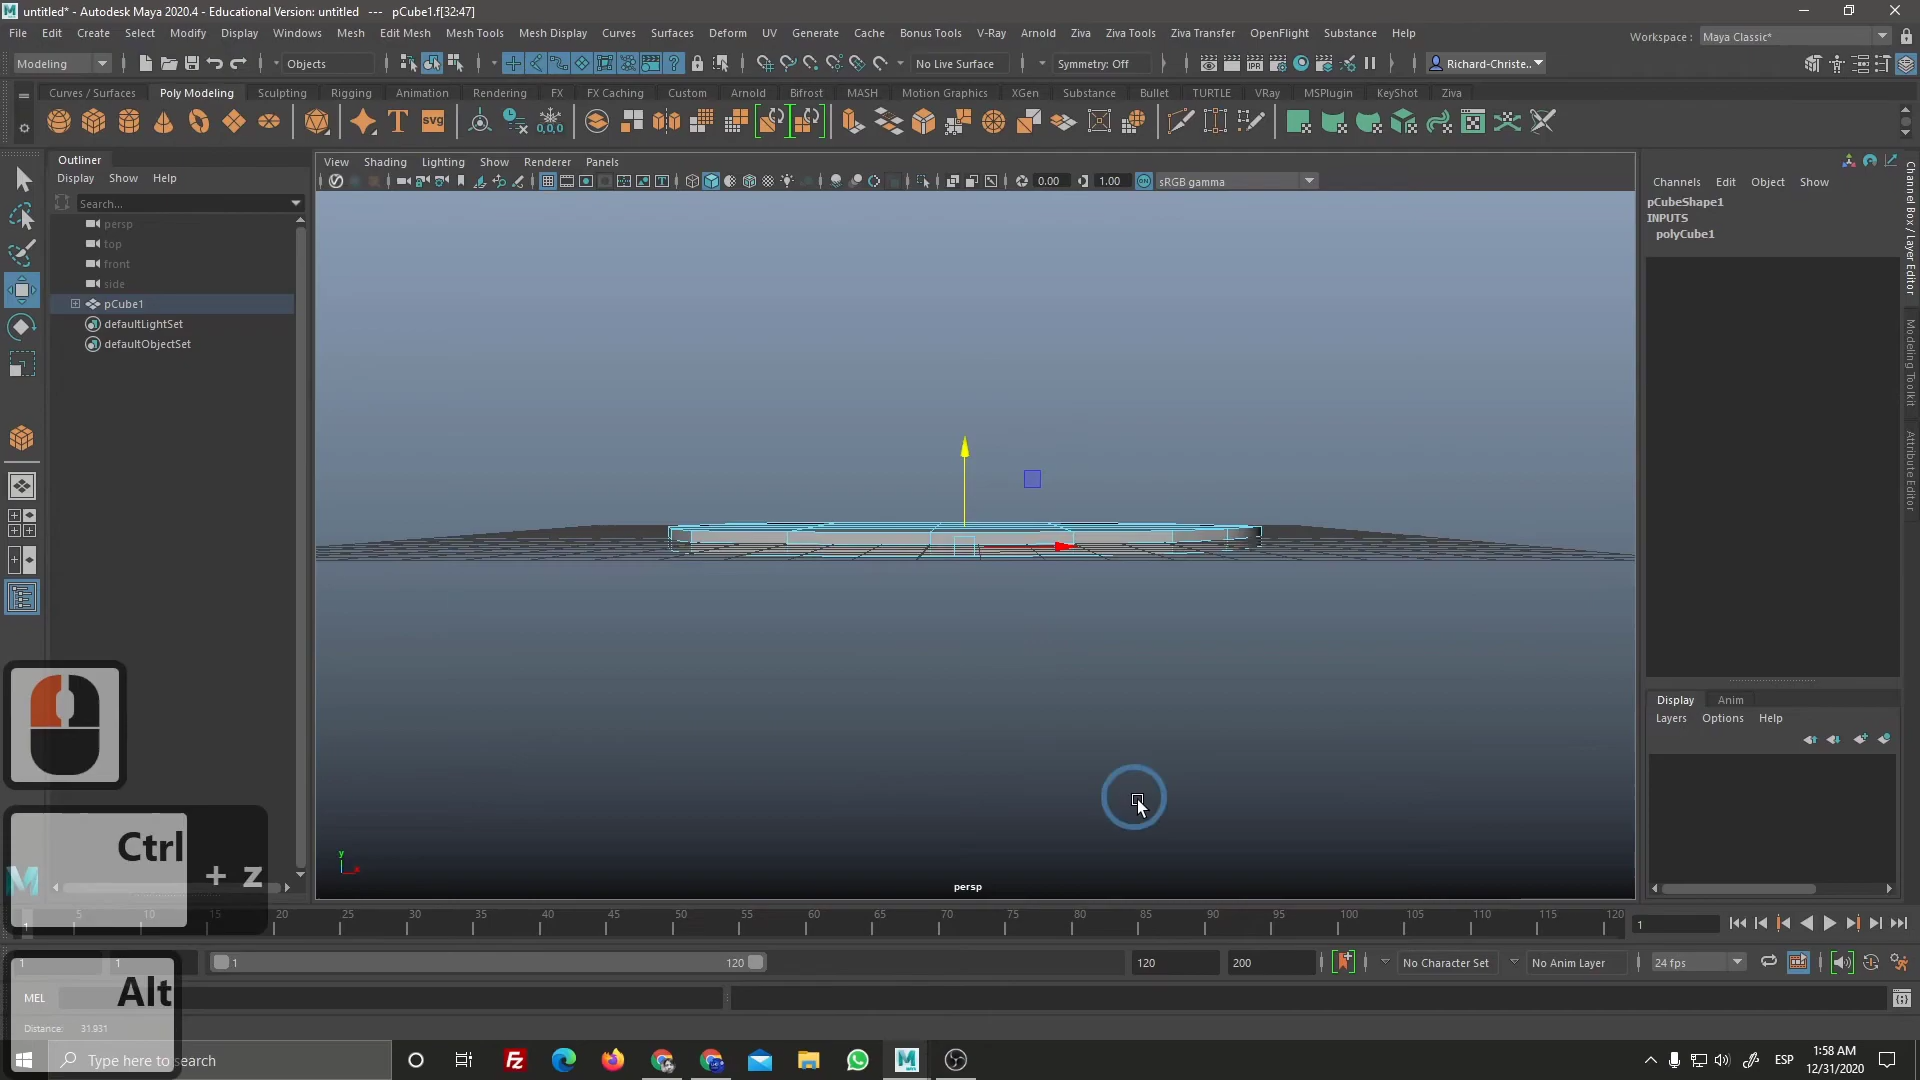 untitled* - Autodesk Maya 2020.4 - Educational Version: untitled --- pCube1.f[32:47]
File Edit Create Select Modify Display Windows Mesh Edit Mesh Mesh Tools Mesh Display Curves Surfaces Deform UV Generate Cache Bonus Tools V-Ray Arnold Ziva Ziva Tools Ziva Transfer OpenFlight Substance Help
Workspace : Maya Classic*
Modeling Objects No Live Surface Symmetry: Off Richard-Christe..
Curves / Surfaces Poly Modeling Sculpting Rigging Animation Rendering FX FX Caching Custom Arnold Bifrost MASH Motion Graphics XGen Substance Bullet TURTLE VRay MSPlugin KeyShot Ziva
T svg 0,0,0
Outliner
Display Show Help
Search...
persp
top
front
side
pCube1
defaultLightSet
defaultObjectSet
View Shading Lighting Show Renderer Panels
0.00 1.00 ON sRGB gamma
y
x
persp
Channels Edit Object Show
pCubeShape1
INPUTS
polyCube1
Channel Box / Layer Editor
Modeling Toolkit
Attribute Editor
Display Anim
Layers Options Help
Ctrl + z
Alt
1 5 10 15 20 25 30 35 40 45 50 55 60 65 70 75 80 85 90 95 100 105 110 115 120 1
1 1 1 120 120 200 No Character Set No Anim Layer 24 fps
MEL
Distance: 31.931
Type here to search
ESP
1:58 AM
12/31/2020